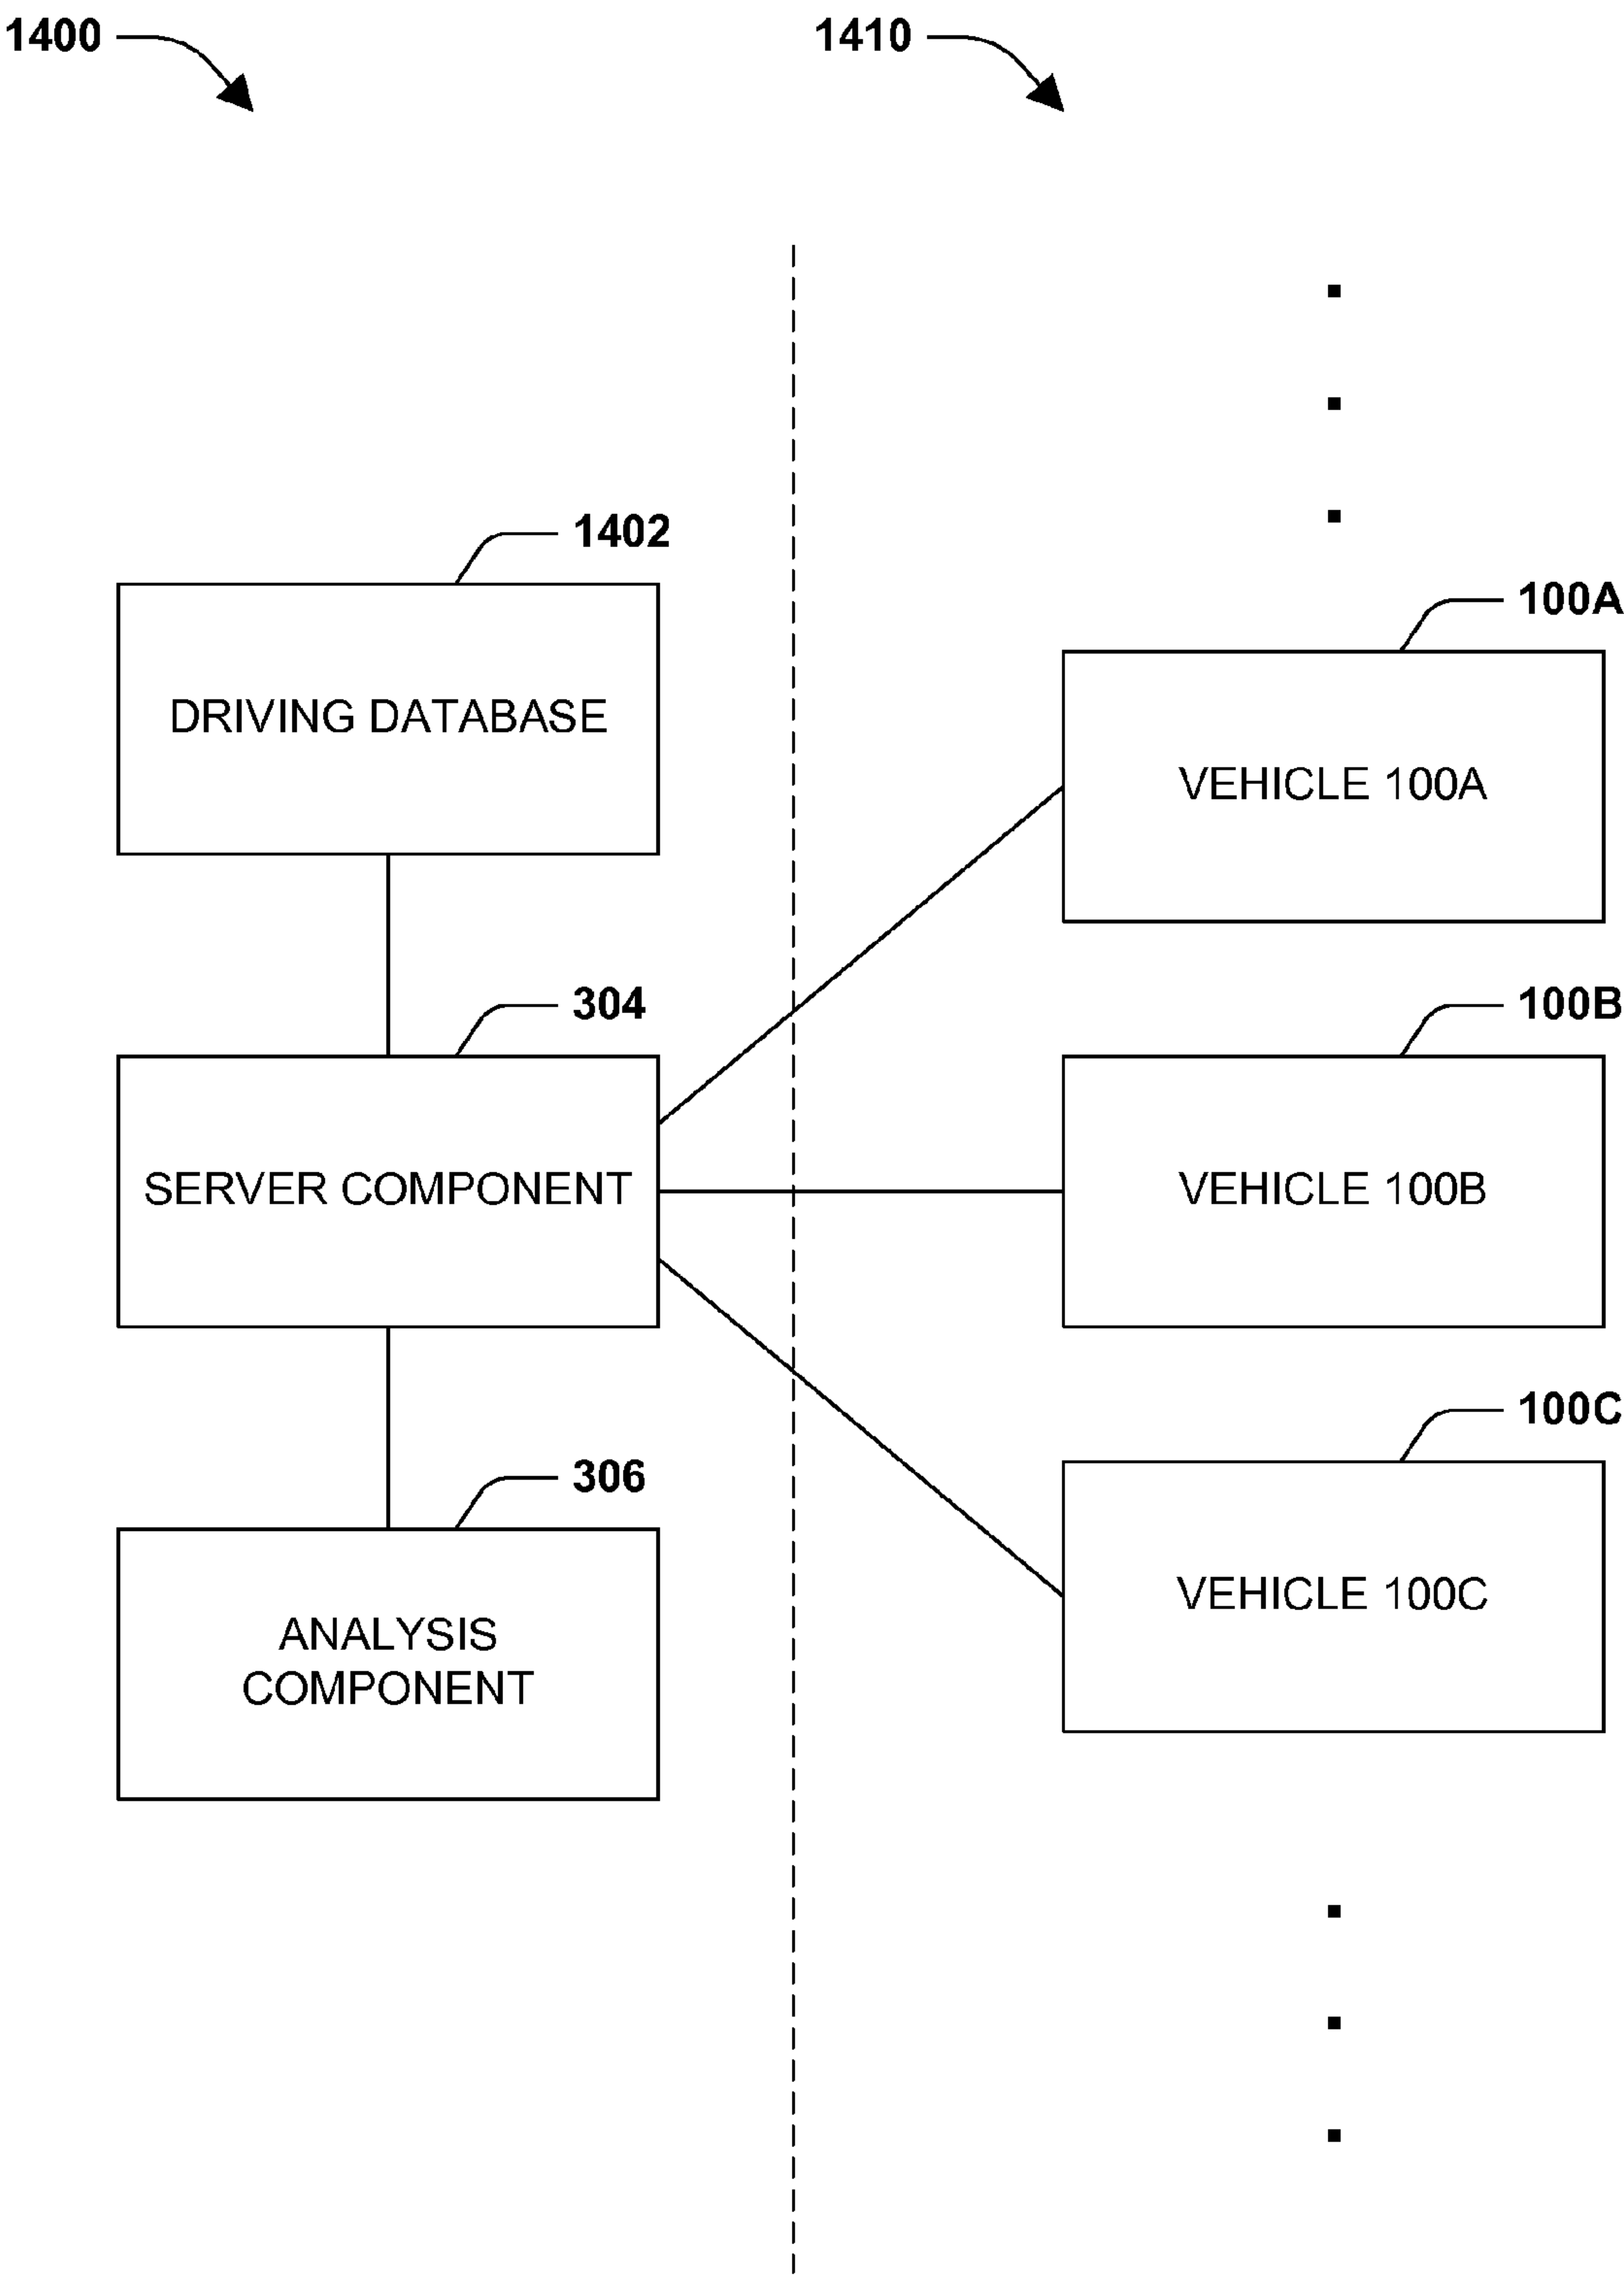 1400
1410
1402
DRIVING DATABASE
100A
VEHICLE 100A
304
SERVER COMPONENT
100B
VEHICLE 100B
306
ANALYSIS
COMPONENT
100C
VEHICLE 100C